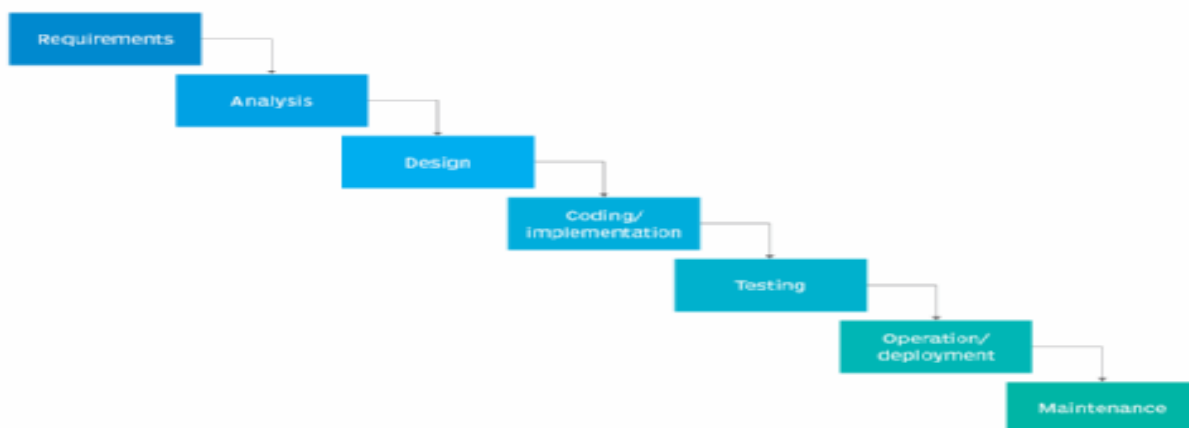 Requirements
Analysis
Design
Coding/
implementation
Testing
Operation/
deployment
Maintenance